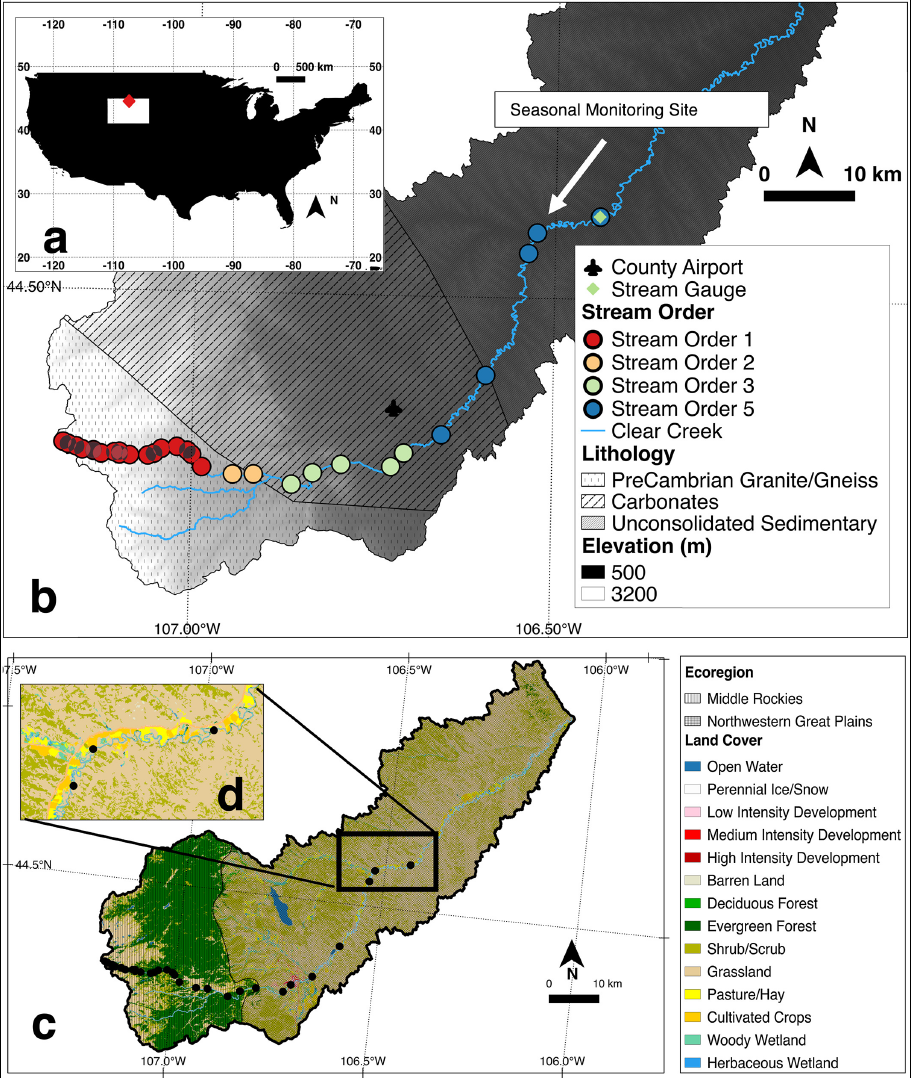 -120 -110 -100 -90 -80 -70
50 50
0 500 km
40 40
30 30
N
a
20 20
-120 -110 -100 -90 -80 -70
Seasonal Monitoring Site
N
0 10 km
44.50°N
County Airport
Stream Gauge
Stream Order
Stream Order 1
Stream Order 2
Stream Order 3
Stream Order 5
Clear Creek
Lithology
PreCambrian Granite/Gneiss
Carbonates
Unconsolidated Sedimentary
Elevation (m)
500
3200
b
107.00°W 106.50°W
7.5°W 107.0°W 106.5°W 106.0°W
d
44.5°N
N
0 10 km
c
107.0°W 106.5°W 106.0°W
Ecoregion
Middle Rockies
Northwestern Great Plains
Land Cover
Open Water
Perennial Ice/Snow
Low Intensity Development
Medium Intensity Development
High Intensity Development
Barren Land
Deciduous Forest
Evergreen Forest
Shrub/Scrub
Grassland
Pasture/Hay
Cultivated Crops
Woody Wetland
Herbaceous Wetland